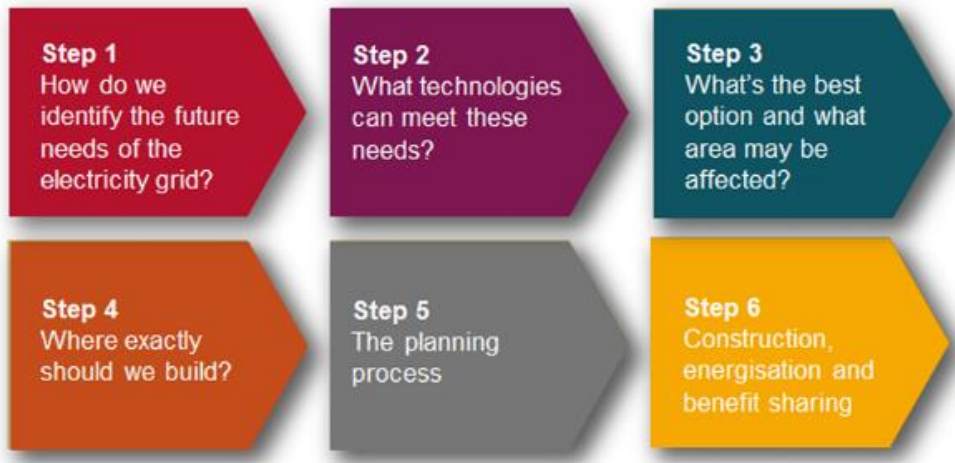 Step 1
How do we
identify the future
needs of the
electricity grid?
Step 2
What technologies
can meet these
needs?
Step 3
What's the best
option and what
area may be
affected?
Step 4
Where exactly
should we build?
Step 5
The planning
process
Step 6
Construction,
energisation and
benefit sharing